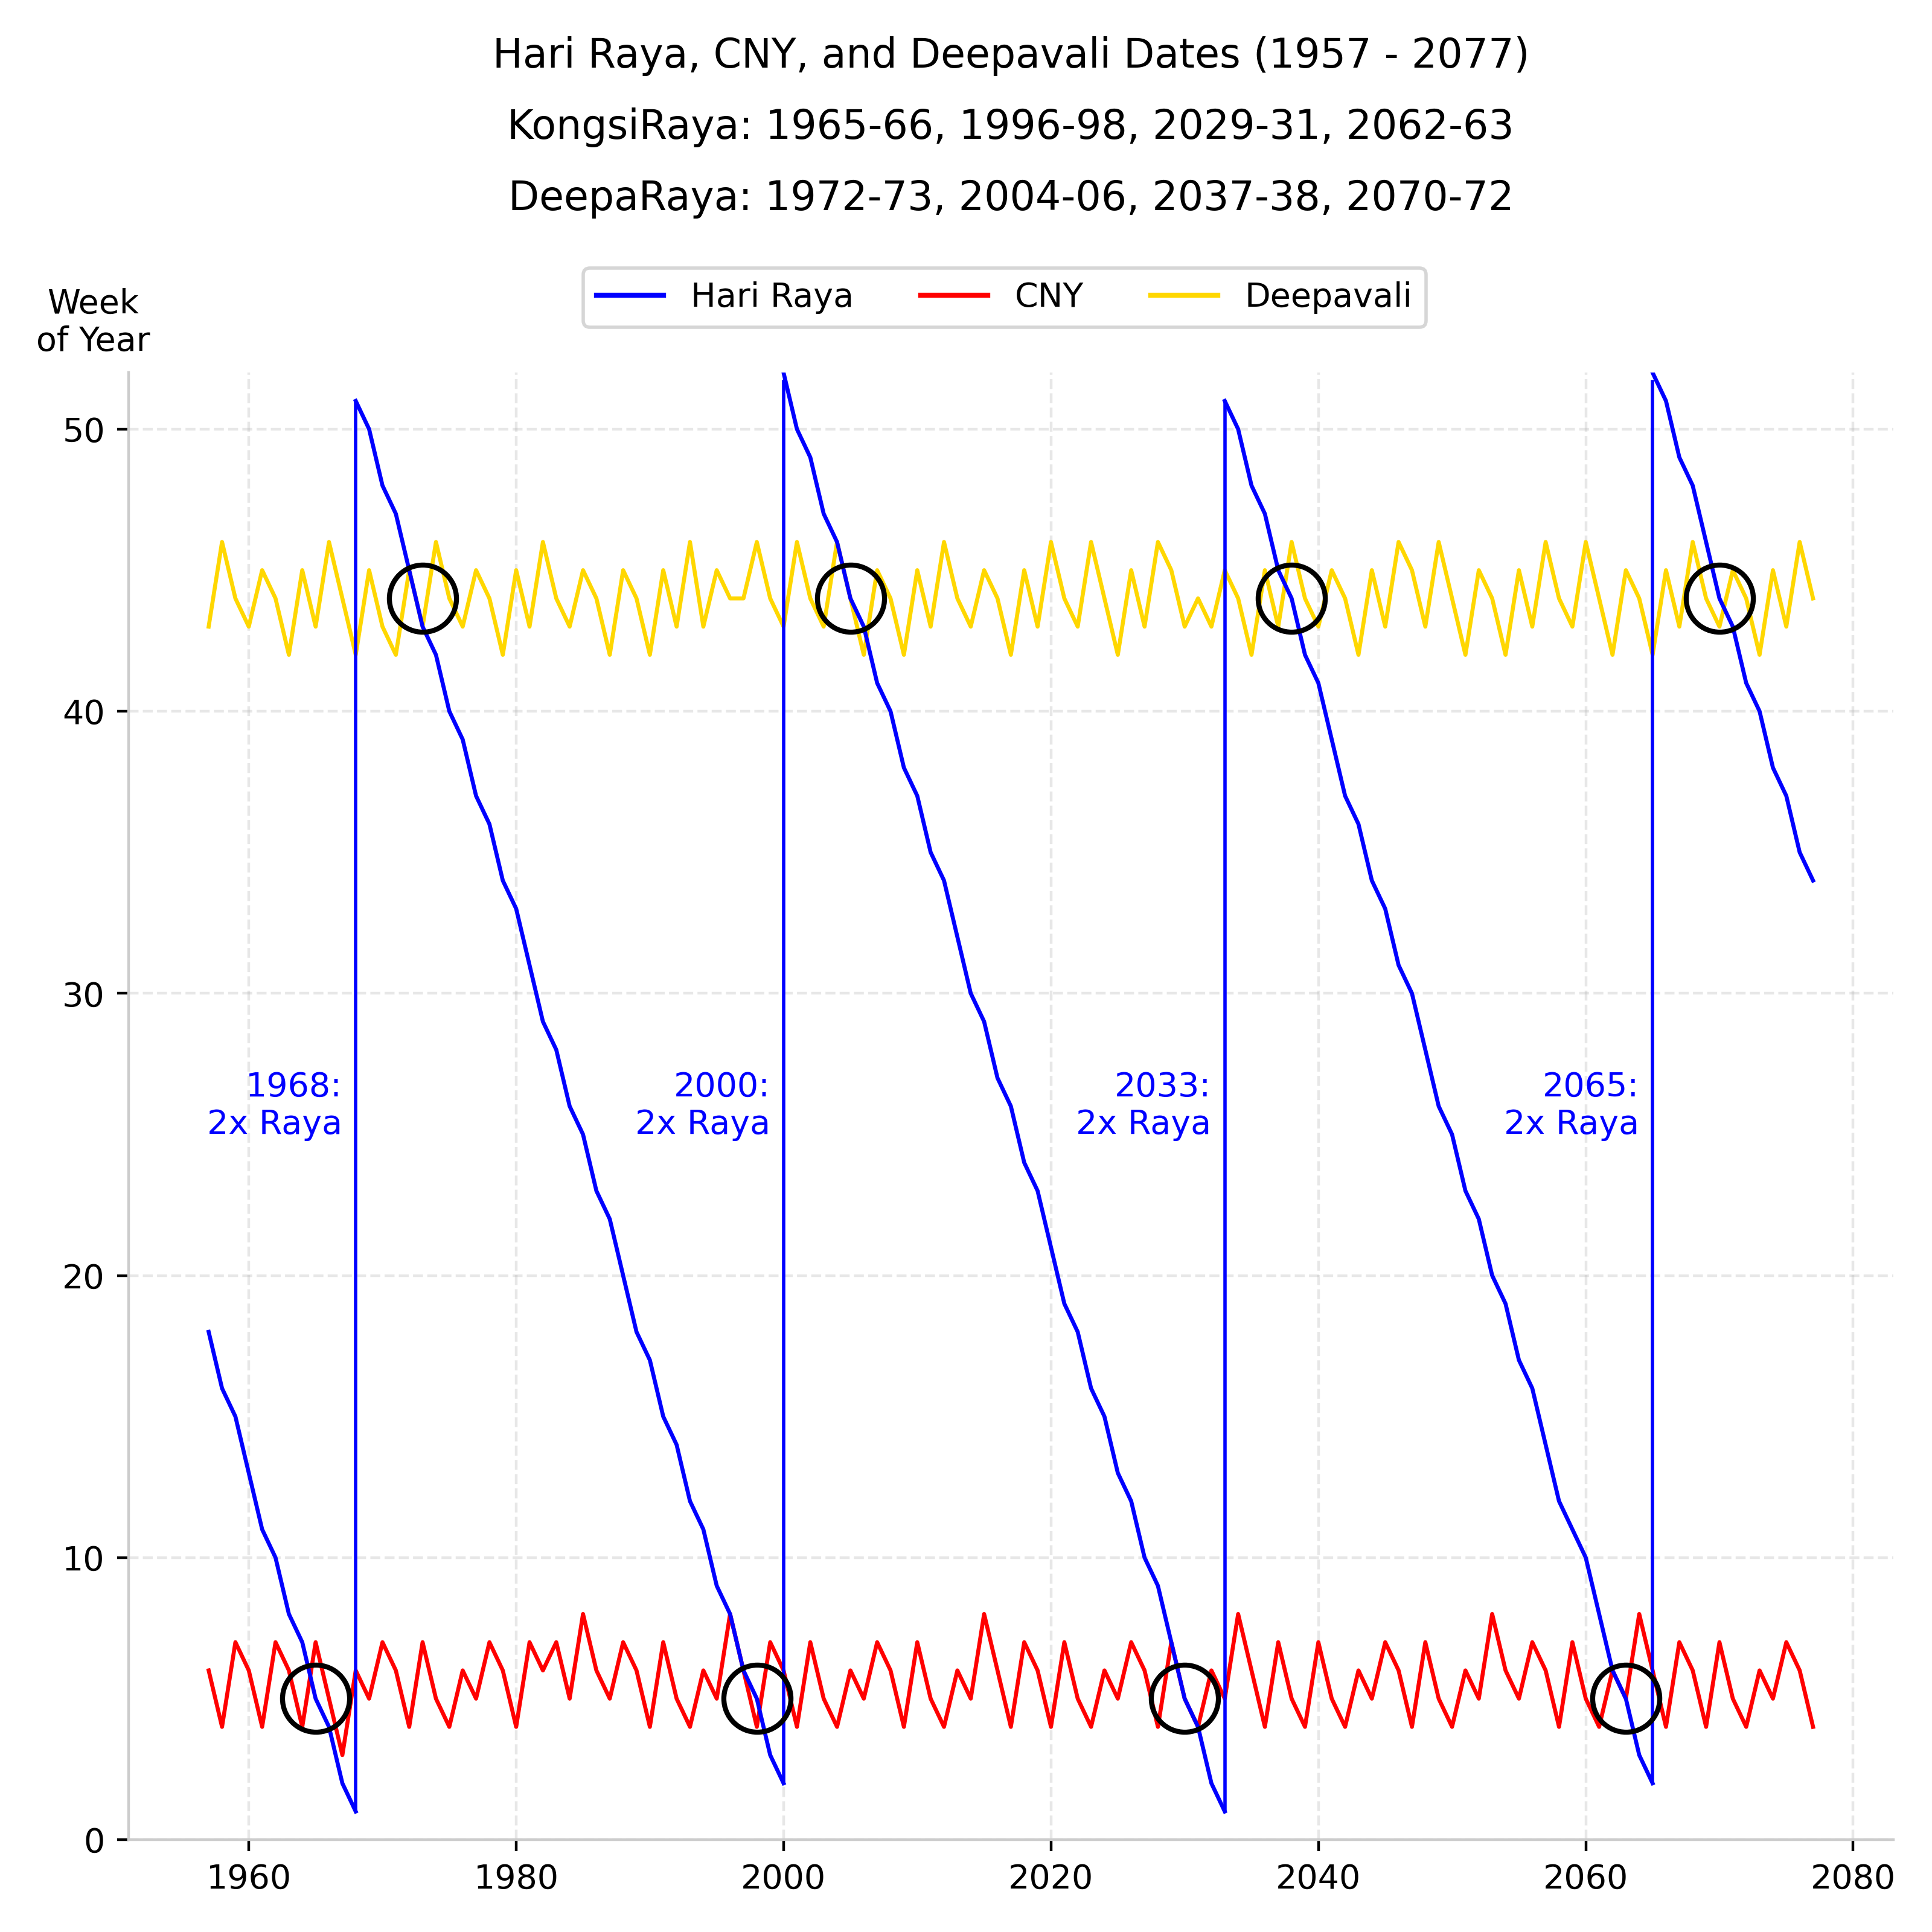 Hari Raya, CNY, and Deepavali Dates (1957 - 2077)
KongsiRaya: 1965-66, 1996-98, 2029-31, 2062-63
DeepaRaya: 1972-73, 2004-06, 2037-38, 2070-72
Hari Raya CNY Deepavali
Week
of Year
50
40
30
20
10
0
1968:
2x Raya
2000:
2x Raya
2033:
2x Raya
2065:
2x Raya
1960 1980 2000 2020 2040 2060 2080